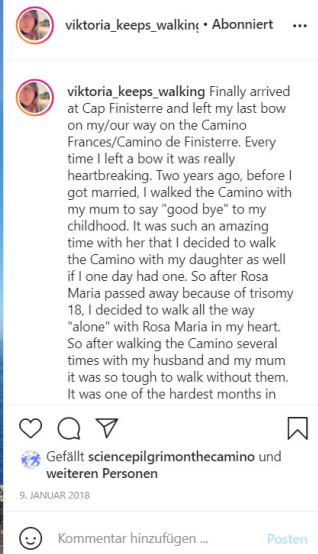 viktoria_keeps_walking • Abonniert ...
viktoria_keeps_walking Finally arrived
at Cap Finisterre and left my last bow
on my/our way on the Camino
Frances/Camino de Finisterre. Every
time I left a bow it was really
heartbreaking. Two years ago, before I
got married, I walked the Camino with
my mum to say "good bye" to my
childhood. It was such an amazing
time with her that I decided to walk
the Camino with my daughter as well
if I one day had one. So after Rosa
Maria passed away because of trisomy
18, I decided to walk all the way
"alone" with Rosa Maria in my heart.
So after walking the Camino several
times with my husband and my mum
it was so tough to walk without them.
It was one of the hardest months in
Gefällt sciencepilgrimonthecamino und
weiteren Personen
9. JANUAR 2018
Kommentar hinzufügen ... Posten